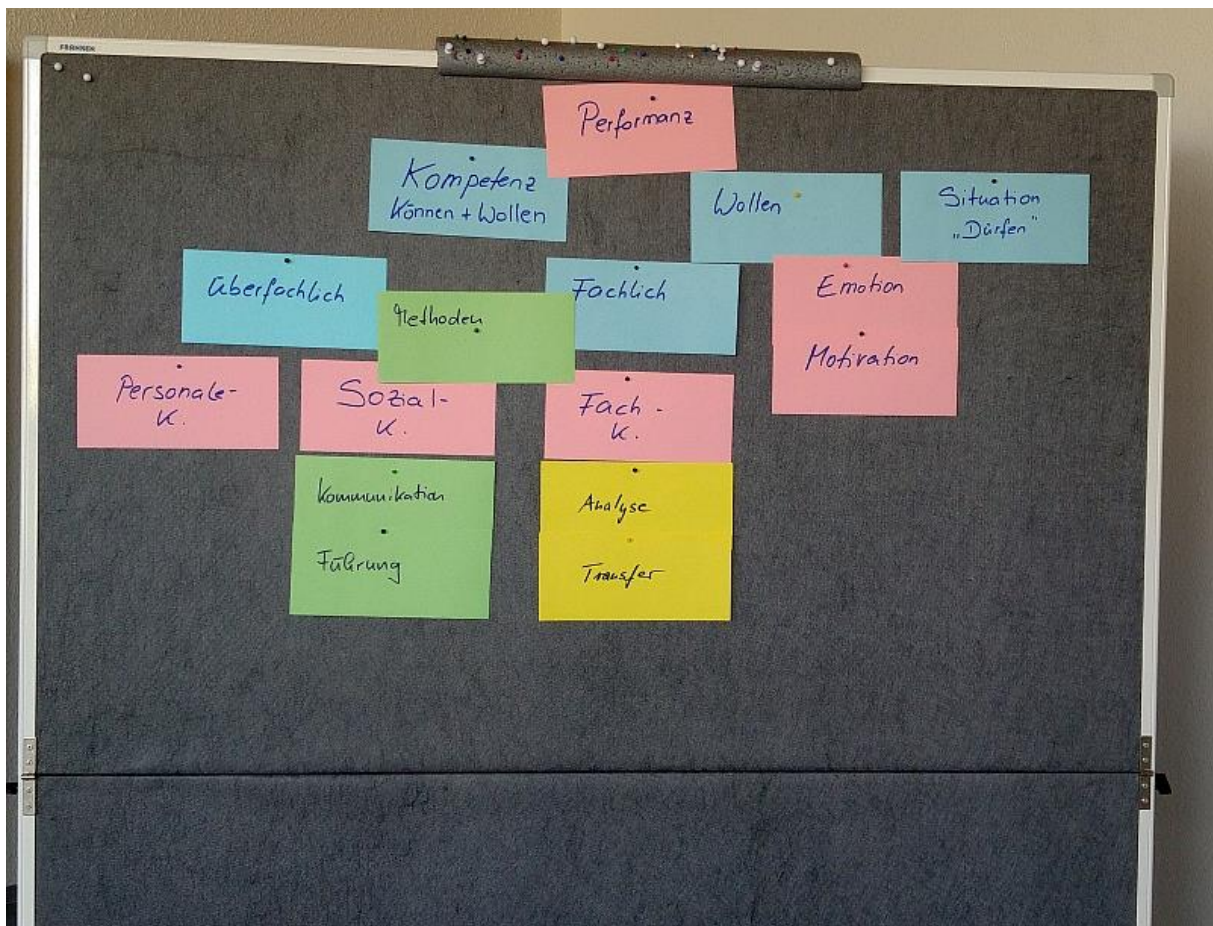 FRANKEN
Performanz
Kompetenz
Können + Wollen
Wollen
Situation
„Dürfen"
Überfachlich
Methoden
Fachlich
Emotion
Motivation
Personale-
K.
Sozial-
K.
Fach-
K.
Kommunikation
Führung
Analyse
Transfer